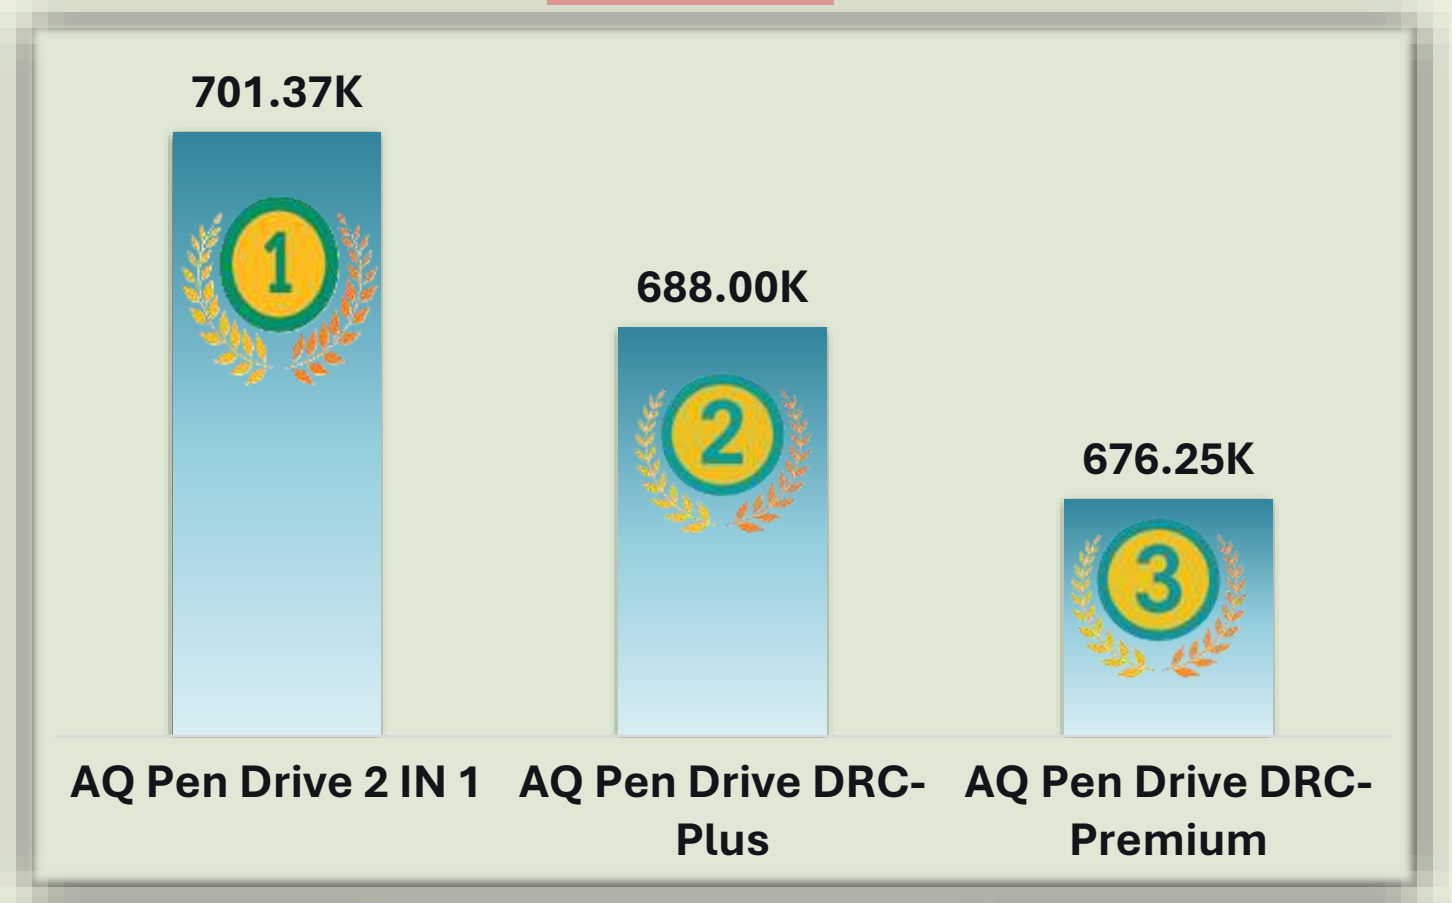 701.37K
1
688.00K
2
676.25K
3
AQ Pen Drive 2 IN 1
AQ Pen Drive DRC-
Plus
AQ Pen Drive DRC-
Premium